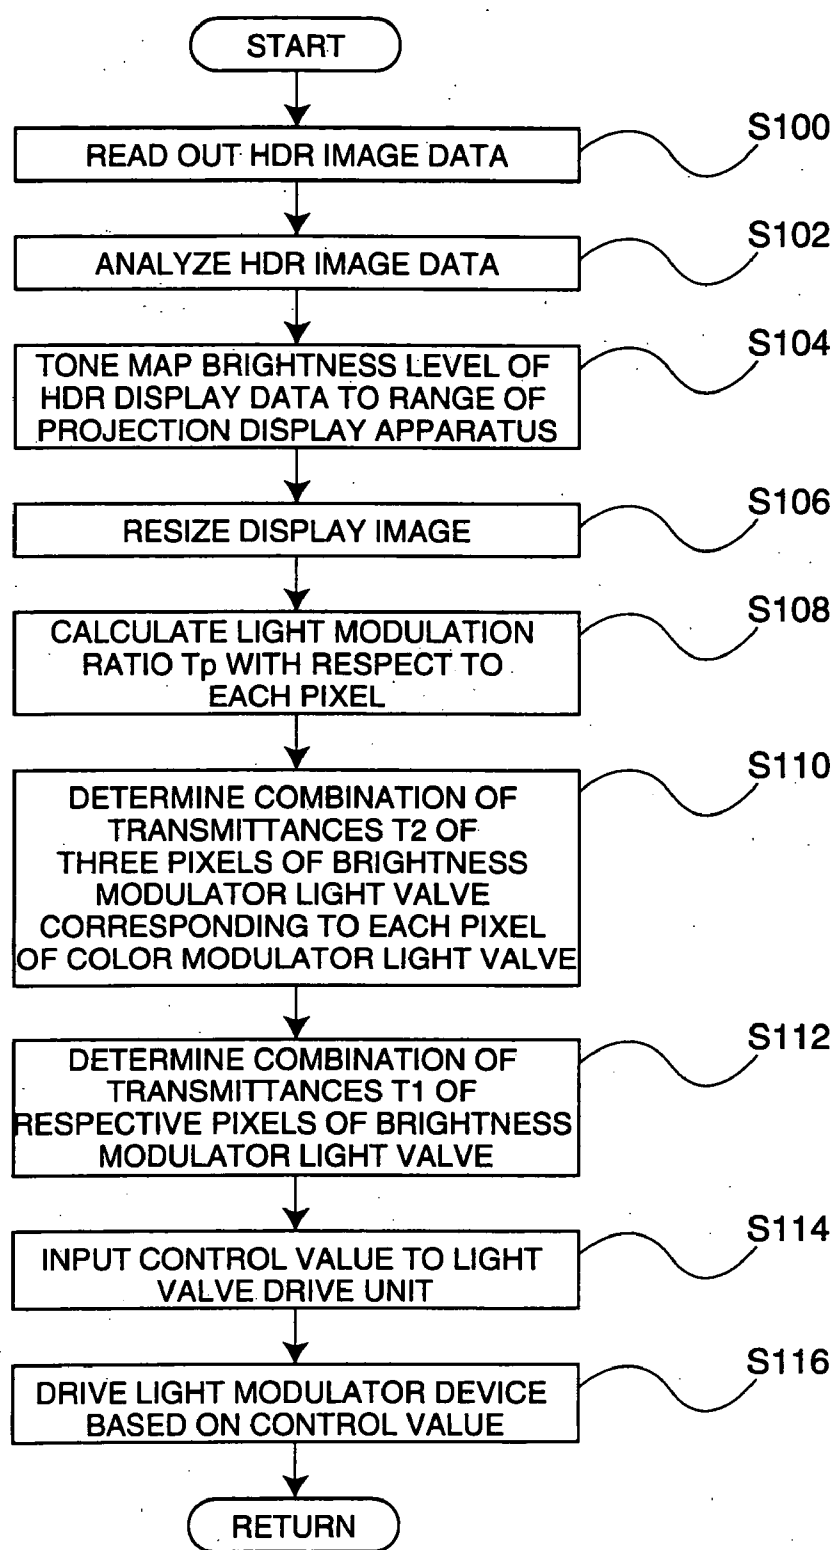 START
READ OUT HDR IMAGE DATA
S100
ANALYZE HDR IMAGE DATA
S102
TONE MAP BRIGHTNESS LEVEL OF
HDR DISPLAY DATA TO RANGE OF
PROJECTION DISPLAY APPARATUS
S104
RESIZE DISPLAY IMAGE
S106
CALCULATE LIGHT MODULATION
RATIO Tp WITH RESPECT TO
EACH PIXEL
S108
DETERMINE COMBINATION OF
TRANSMITTANCES T2 OF
THREE PIXELS OF BRIGHTNESS
MODULATOR LIGHT VALVE
CORRESPONDING TO EACH PIXEL
OF COLOR MODULATOR LIGHT VALVE
S110
DETERMINE COMBINATION OF
TRANSMITTANCES T1 OF
RESPECTIVE PIXELS OF BRIGHTNESS
MODULATOR LIGHT VALVE
S112
INPUT CONTROL VALUE TO LIGHT
VALVE DRIVE UNIT
S114
DRIVE LIGHT MODULATOR DEVICE
BASED ON CONTROL VALUE
S116
RETURN